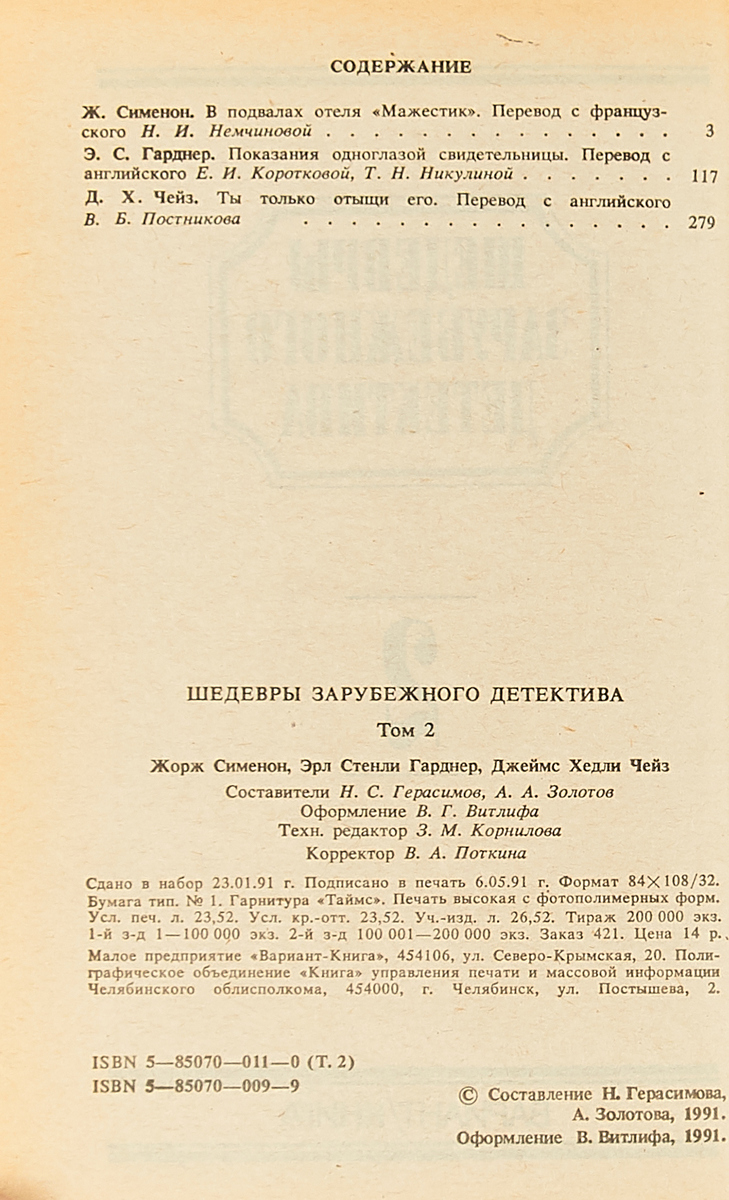 СОДЕРЖАНИЕ
Ж. Сименон. В подвалах отеля «Мажестик». Перевод с француз-
ского Н. И. Немчиновой . . . . . . . . . . . . . . . 3
Э. С. Гарднер. Показания одноглазой свидетельницы. Перевод с
английского Е. И. Коротковой, Т. Н. Никулиной . . . . . . . 117
Д. Х. Чейз. Ты только отыщи его. Перевод с английского
В. Б. Постникова . . . . . . . . . . . . . . . . 279
ШЕДЕВРЫ ЗАРУБЕЖНОГО ДЕТЕКТИВА
Том 2
Жорж Сименон, Эрл Стенли Гарднер, Джеймс Хедли Чейз
Составители Н. С. Герасимов, А. А. Золотов
Оформление В. Г. Витлифа
Техн. редактор З. М. Корнилова
Корректор В. А. Поткина
Сдано в набор 23.01.91 г. Подписано в печать 6.05.91 г. Формат 84×108/32.
Бумага тип. № 1. Гарнитура «Таймс». Печать высокая с фотополимерных форм.
Усл. печ. л. 23,52. Усл. кр.-отт. 23,52. Уч.-изд. л. 26,52. Тираж 200 000 экз.
1-й з-д 1—100 000 экз. 2-й з-д 100 001—200 000 экз. Заказ 421. Цена 14 р.
Малое предприятие «Вариант-Книга», 454106, ул. Северо-Крымская, 20. Поли-
графическое объединение «Книга» управления печати и массовой информации
Челябинского облисполкома, 454000, г. Челябинск, ул. Постышева, 2.
ISBN 5—85070—011—0 (Т. 2)
ISBN 5—85070—009—9
© Составление Н. Герасимова,
А. Золотова, 1991.
Оформление В. Витлифа, 1991.